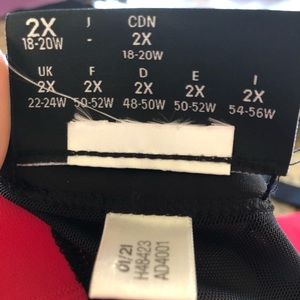 2X J CDN
18-20W - 2X
18-20W
UK F D E I
2X 2X 2X 2X 2X
22-24W 50-52W 48-50W 50-52W 54-56W
01/21
H48423
AD4001